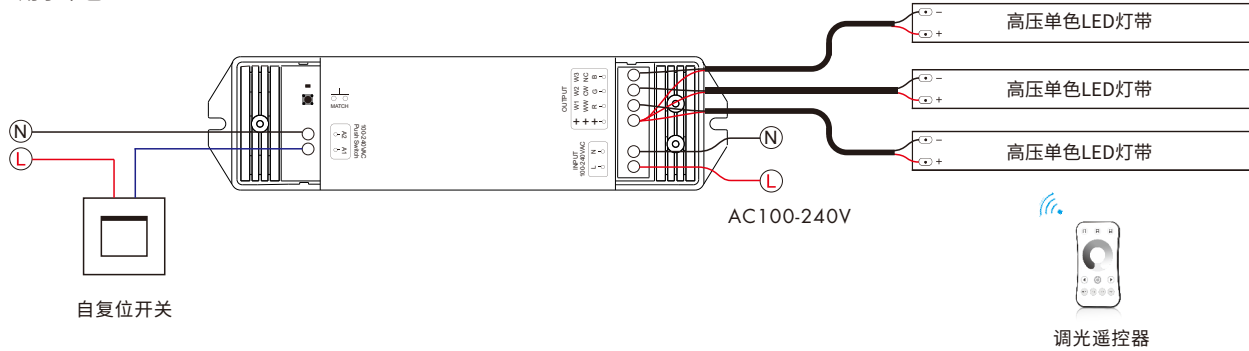 高压单色LED灯带
高压单色LED灯带
高压单色LED灯带
−
+
−
+
−
+
N
L
MATCH
A2
A1
100-240VAC
Push Switch
OUTPUT
W3 NC B −
W2 CW G −
W1 WW R −
+ + +
INPUT
100-240VAC
N
L
N
L
AC100-240V
自复位开关
调光遥控器